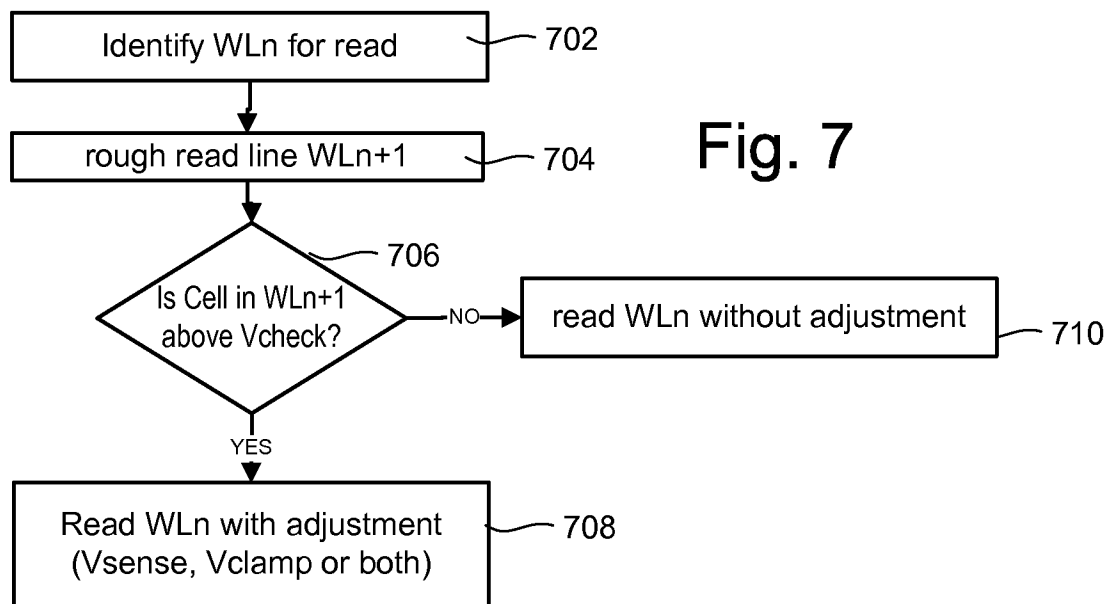 Identify WLn for read
702
rough read line WLn+1
704
Fig. 7
706
Is Cell in WLn+1
above Vcheck?
NO
read WLn without adjustment
710
YES
Read WLn with adjustment
(Vsense, Vclamp or both)
708